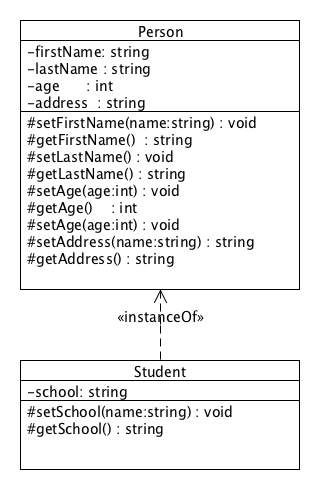 Person
-firstName: string
-lastName : string
-age : int
-address : string
#setFirstName(name:string) : void
#getFirstName() : string
#setLastName() : void
#getLastName() : string
#setAge(age:int) : void
#getAge() : int
#setAge(age:int) : void
#setAddress(name:string) : string
#getAddress() : string
«instanceOf»
Student
-school: string
#setSchool(name:string) : void
#getSchool() : string